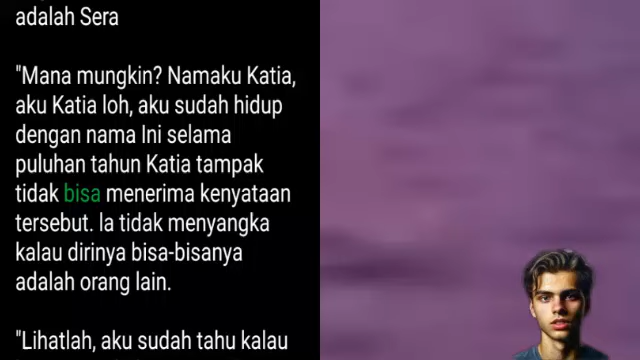 adalah Sera
"Mana mungkin? Namaku Katia,
aku Katia loh, aku sudah hidup
dengan nama Ini selama
puluhan tahun Katia tampak
tidak bisa menerima kenyataan
tersebut. Ia tidak menyangka
kalau dirinya bisa-bisanya
adalah orang lain.
"Lihatlah, aku sudah tahu kalau